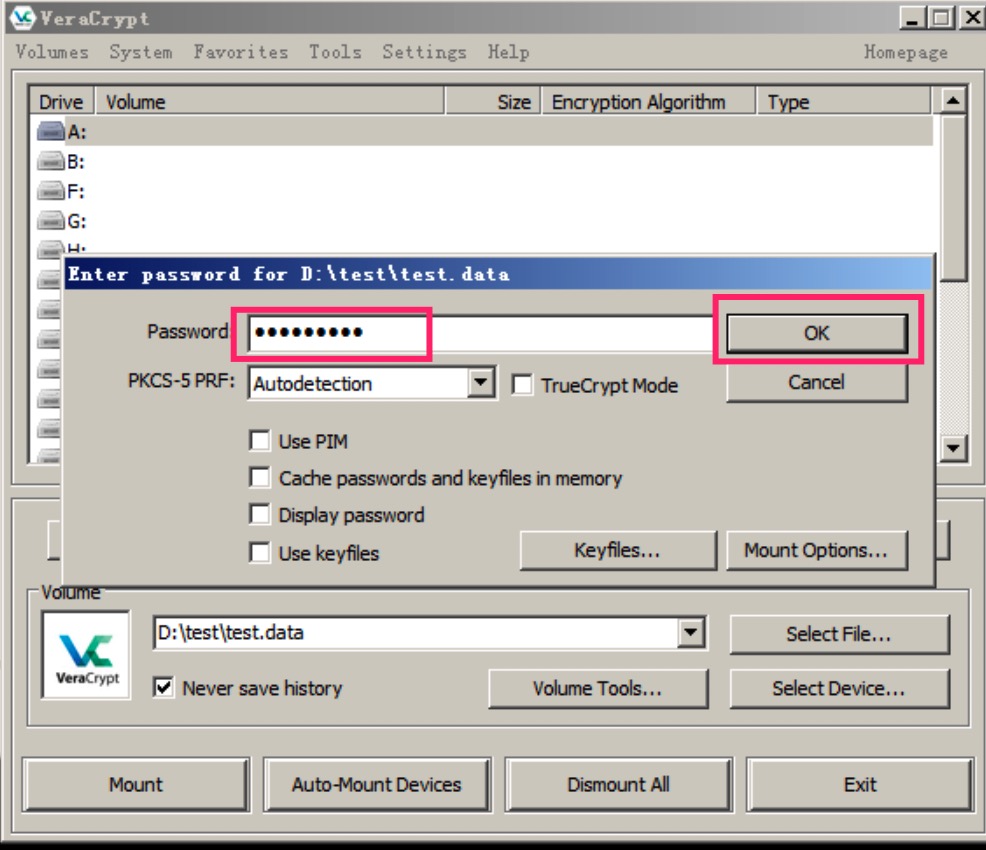 VeraCrypt
Volumes System Favorites Tools Settings Help Homepage
Drive Volume Size Encryption Algorithm Type
A:
B:
F:
G:
H:
Enter password for D:\test\test.data
Password: ●●●●●●●●● OK
PKCS-5 PRF: Autodetection TrueCrypt Mode Cancel
Use PIM
Cache passwords and keyfiles in memory
Display password
Use keyfiles Keyfiles... Mount Options...
Volume
D:\test\test.data Select File...
VeraCrypt
Never save history Volume Tools... Select Device...
Mount Auto-Mount Devices Dismount All Exit